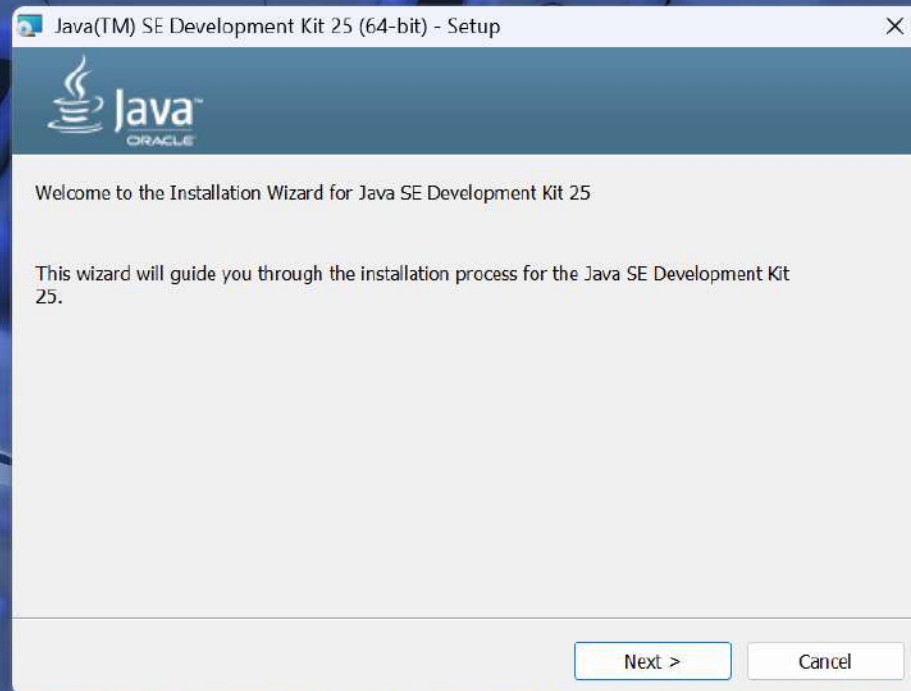 Java(TM) SE Development Kit 25 (64-bit) - Setup
Java™
ORACLE
Welcome to the Installation Wizard for Java SE Development Kit 25
This wizard will guide you through the installation process for the Java SE Development Kit
25.
Next >
Cancel